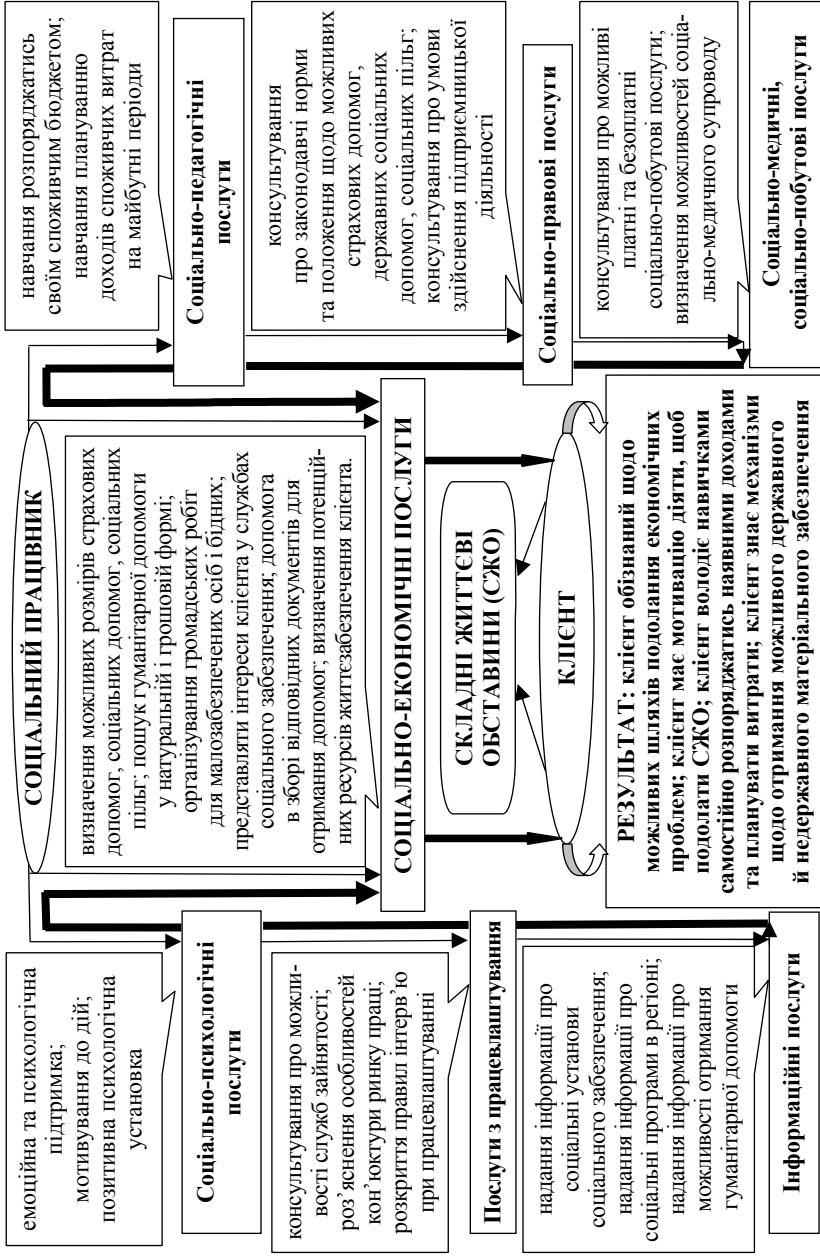 СОЦІАЛЬНИЙ ПРАЦІВНИК
емоційна та психологічна
підтримка;
мотивування до дій;
позитивна психологічна
установка
Соціально-психологічні
послуги
консультування про можли-
вості служб зайнятості;
роз’яснення особливостей
кон’юктури ринку праці;
розкриття правил інтерв’ю
при працевлаштуванні
Послуги з працевлаштування
надання інформації про
соціальні установи
соціального забезпечення;
надання інформації про
соціальні програми в регіоні;
надання інформації про
можливості отримання
гуманітарної допомоги
Інформаційні послуги
визначення можливих розмірів страхових
допомог, соціальних допомог, соціальних
пільг; пошук гуманітарної допомоги
у натуральній і грошовій формі;
організування громадських робіт
для малозабезпечених осіб і бідних;
представляти інтереси клієнта у службах
соціального забезпечення; допомога
в зборі відповідних документів для
отримання допомог; визначення потенцій-
них ресурсів життєзабезпечення клієнта.
СОЦІАЛЬНО-ЕКОНОМІЧНІ ПОСЛУГИ
СКЛАДНІ ЖИТТЄВІ
ОБСТАВИНИ (СЖО)
КЛІЄНТ
РЕЗУЛЬТАТ: клієнт обізнаний щодо
можливих шляхів подолання економічних
проблем; клієнт має мотивацію діяти, щоб
подолати СЖО; клієнт володіє навичками
самостійно розпоряджатись наявними доходами
та планувати витрати; клієнт знає механізми
щодо отримання можливого державного
й недержавного матеріального забезпечення
навчання розпоряджатись
своїм споживчим бюджетом;
навчання плануванню
доходів споживчих витрат
на майбутні періоди
Соціально-педагогічні
послуги
консультування
про законодавчі норми
та положення щодо можливих
страхових допомог,
державних соціальних
допомог, соціальних пільг;
консультування про умови
здійснення підприємницької
діяльності
Соціально-правові послуги
консультування про можливі
платні та безоплатні
соціально-побутові послуги;
визначення можливостей соціа-
льно-медичного супроводу
Соціально-медичні,
соціально-побутові послуги